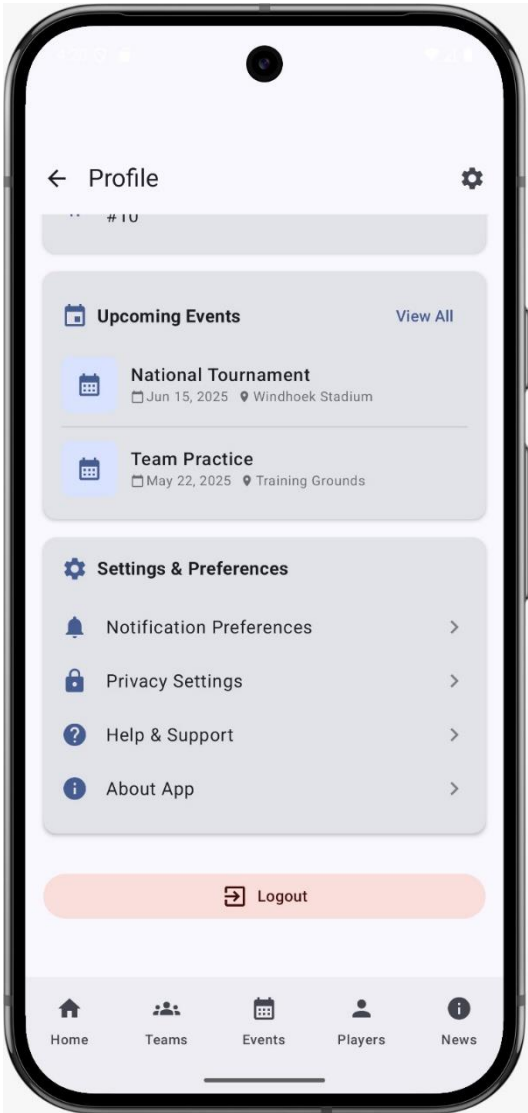 Profile
#10
Upcoming Events View All
National Tournament
Jun 15, 2025 Windhoek Stadium
Team Practice
May 22, 2025 Training Grounds
Settings & Preferences
Notification Preferences
Privacy Settings
Help & Support
About App
Logout
Home Teams Events Players News